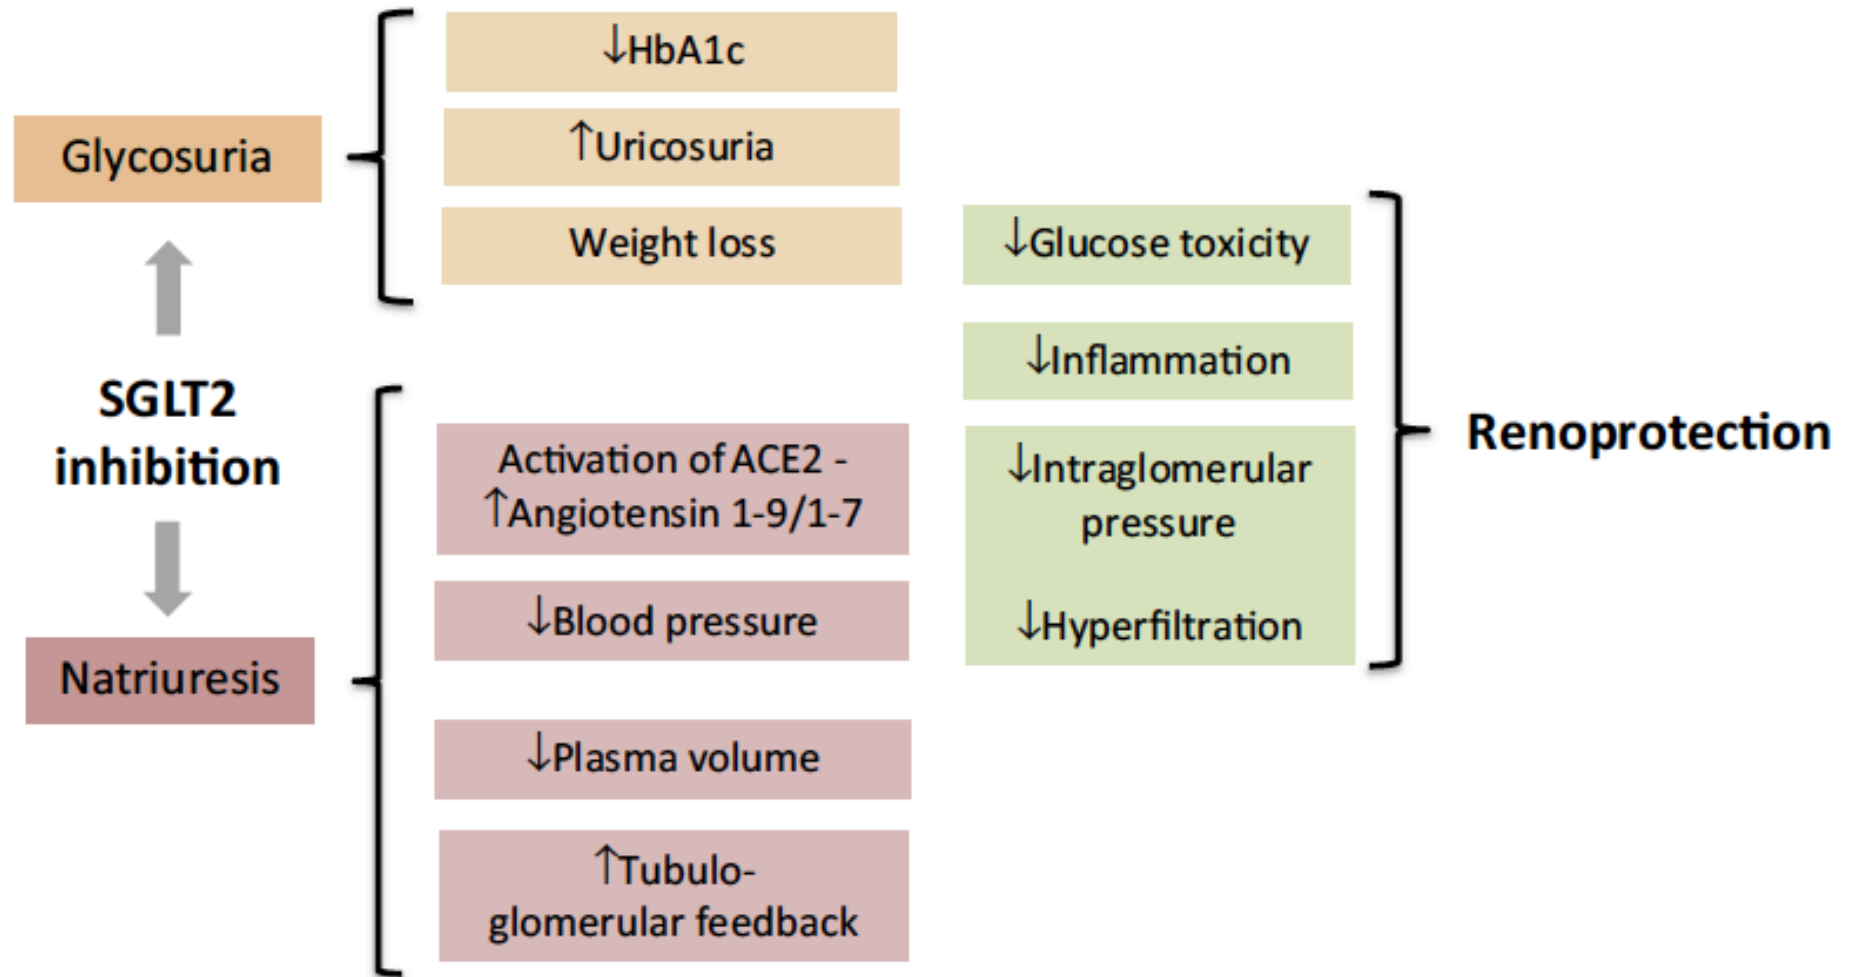 Glycosuria
SGLT2
inhibition
Natriuresis
↓HbA1c
↑Uricosuria
Weight loss
Activation of ACE2 -
↑Angiotensin 1-9/1-7
↓Blood pressure
↓Plasma volume
↑Tubulo-
glomerular feedback
↓Glucose toxicity
↓Inflammation
↓Intraglomerular
pressure
↓Hyperfiltration
Renoprotection